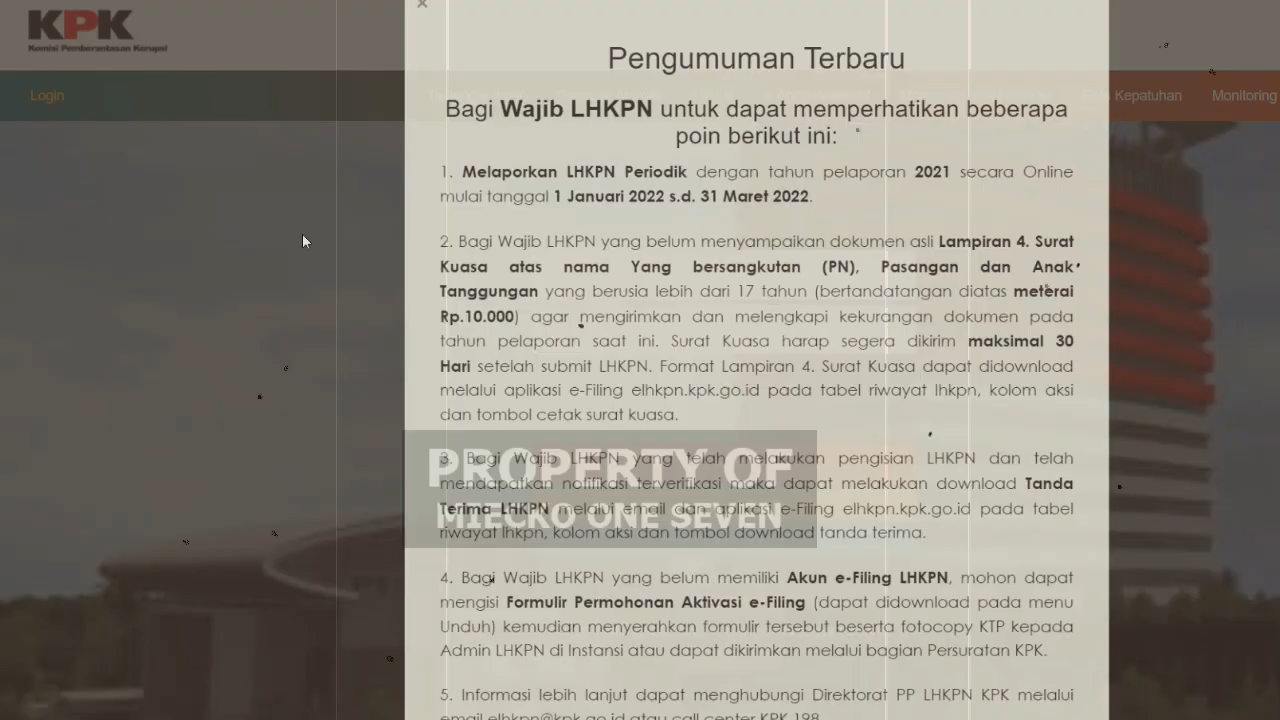 ×
KPK
Komisi Pemberantasan Korupsi
Login
Kepatuhan
Monitoring
Pengumuman Terbaru
Bagi Wajib LHKPN untuk dapat memperhatikan beberapa
poin berikut ini:
1. Melaporkan LHKPN Periodik dengan tahun pelaporan 2021 secara Online
mulai tanggal 1 Januari 2022 s.d. 31 Maret 2022.
2. Bagi Wajib LHKPN yang belum menyampaikan dokumen asli Lampiran 4. Surat
Kuasa atas nama Yang bersangkutan (PN), Pasangan dan Anak
Tanggungan yang berusia lebih dari 17 tahun (bertandatangan diatas meterai
Rp.10.000) agar mengirimkan dan melengkapi kekurangan dokumen pada
tahun pelaporan saat ini. Surat Kuasa harap segera dikirim maksimal 30
Hari setelah submit LHKPN. Format Lampiran 4. Surat Kuasa dapat didownload
melalui aplikasi e-Filing elhkpn.kpk.go.id pada tabel riwayat lhkpn, kolom aksi
dan tombol cetak surat kuasa.
3. Bagi Wajib LHKPN yang telah melakukan pengisian LHKPN dan telah
mendapatkan notifikasi terverifikasi maka dapat melakukan download Tanda
Terima LHKPN melalui email dan aplikasi e-Filing elhkpn.kpk.go.id pada tabel
riwayat lhkpn, kolom aksi dan tombol download tanda terima.
PROPERTY OF
MIECKO ONE SEVEN
4. Bagi Wajib LHKPN yang belum memiliki Akun e-Filing LHKPN, mohon dapat
mengisi Formulir Permohonan Aktivasi e-Filing (dapat didownload pada menu
Unduh) kemudian menyerahkan formulir tersebut beserta fotocopy KTP kepada
Admin LHKPN di Instansi atau dapat dikirimkan melalui bagian Persuratan KPK.
5. Informasi lebih lanjut dapat menghubungi Direktorat PP LHKPN KPK melalui
email elhkpn@kpk.go.id atau call center KPK 198